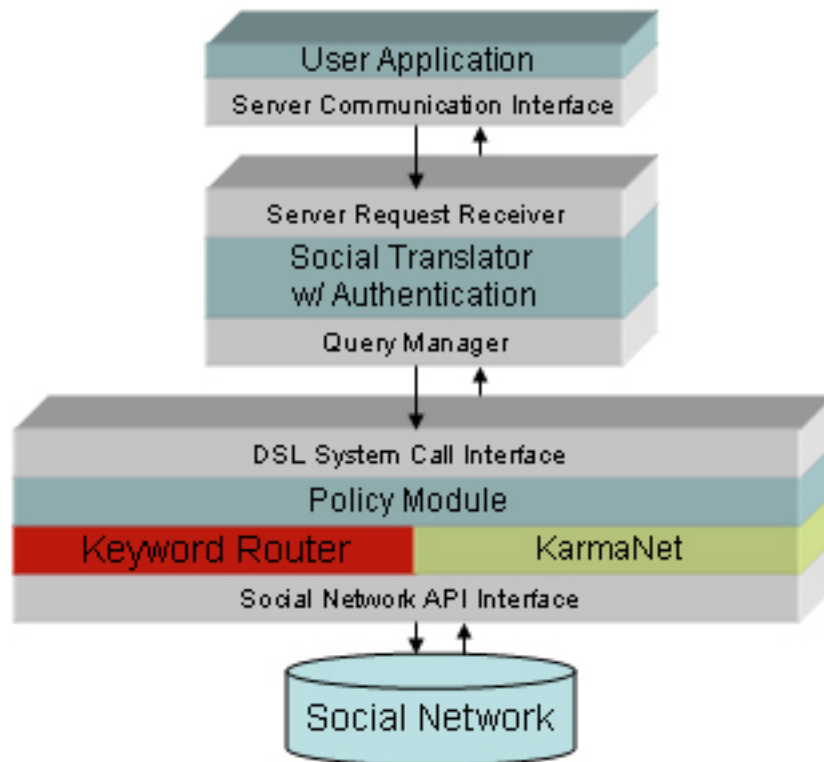 User Application
Server Communication Interface
Server Request Receiver
Social Translator
w/ Authentication
Query Manager
DSL System Call Interface
Policy Module
Keyword Router KarmaNet
Social Network API Interface
Social Network